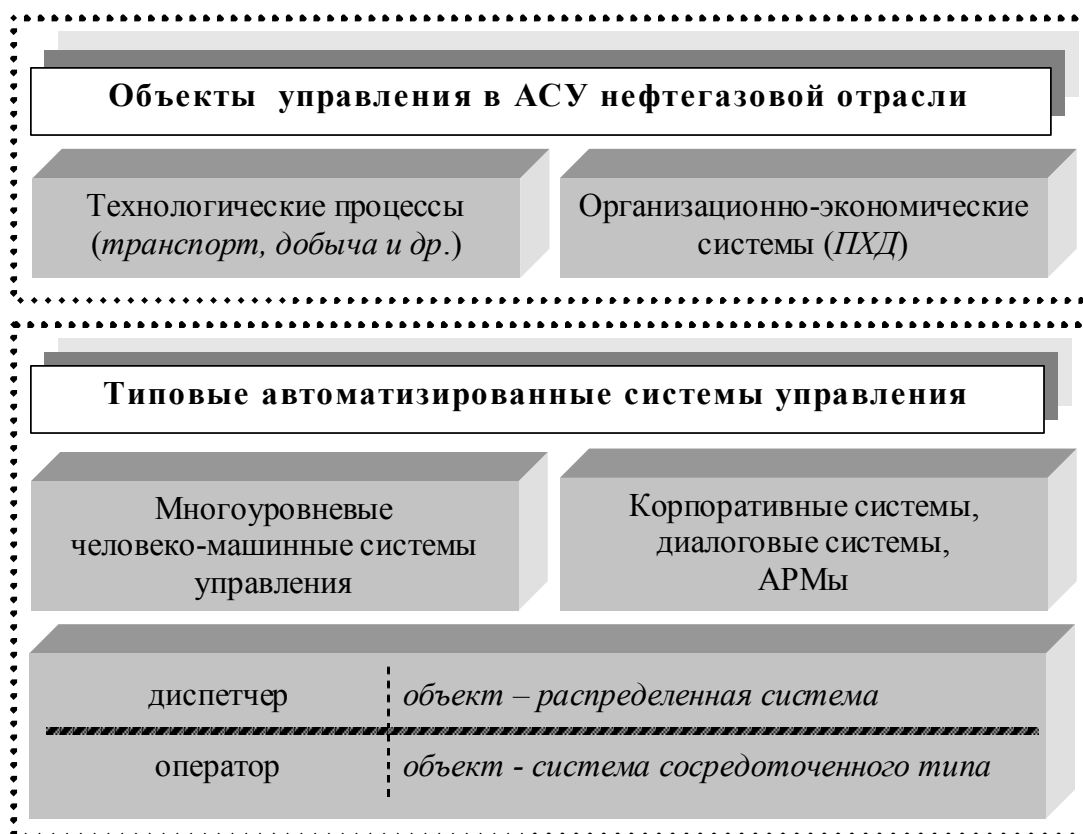 Объекты управления в АСУ нефтегазовой отрасли
Технологические процессы
(транспорт, добыча и др.)
Организационно-экономические
системы (ПХД)
Типовые автоматизированные системы управления
Многоуровневые
человеко-машинные системы
управления
Корпоративные системы,
диалоговые системы,
АРМы
диспетчер
объект – распределенная система
оператор
объект - система сосредоточенного типа